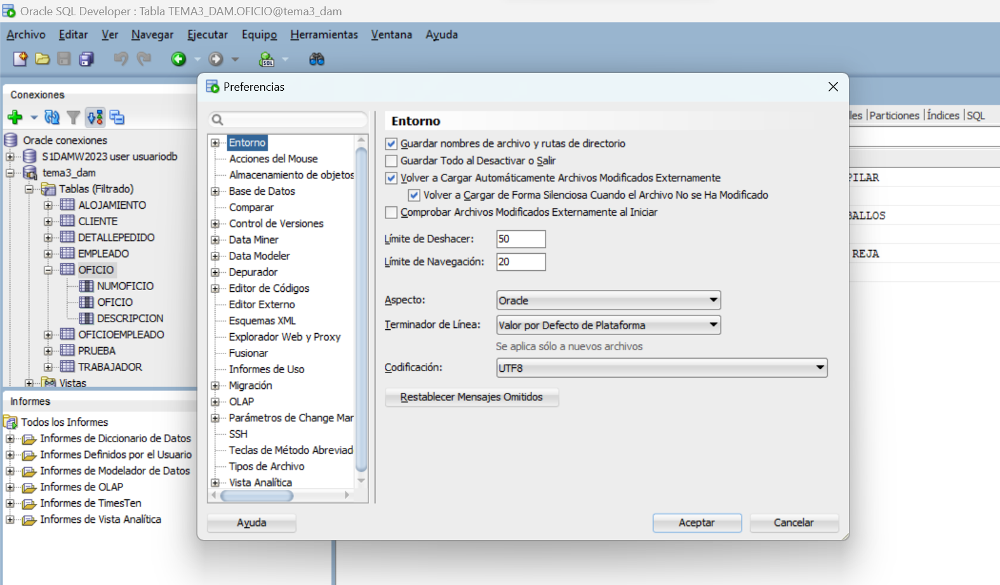 Oracle SQL Developer : Tabla TEMA3_DAM.OFICIO@tema3_dam
Archivo Editar Ver Navegar Ejecutar Equipo Herramientas Ventana Ayuda
SQL
Conexiones
Oracle conexiones
S1DAMW2023 user usuariodb
tema3_dam
Tablas (Filtrado)
ALOJAMIENTO
CLIENTE
DETALLEPEDIDO
EMPLEADO
OFICIO
NUMOFICIO
OFICIO
DESCRIPCION
OFICIOEMPLEADO
PRUEBA
TRABAJADOR
Vistas
Informes
Todos los Informes
Informes de Diccionario de Datos
Informes Definidos por el Usuario
Informes de Modelador de Datos
Informes de OLAP
Informes de TimesTen
Informes de Vista Analítica
Preferencias
Entorno
Acciones del Mouse
Almacenamiento de objetos
Base de Datos
Comparar
Control de Versiones
Data Miner
Data Modeler
Depurador
Editor de Códigos
Editor Externo
Esquemas XML
Explorador Web y Proxy
Fusionar
Informes de Uso
Migración
OLAP
Parámetros de Change Mar
SSH
Teclas de Método Abreviad
Tipos de Archivo
Vista Analítica
Entorno
Guardar nombres de archivo y rutas de directorio
Guardar Todo al Desactivar o Salir
Volver a Cargar Automáticamente Archivos Modificados Externamente
Volver a Cargar de Forma Silenciosa Cuando el Archivo No se Ha Modificado
Comprobar Archivos Modificados Externamente al Iniciar
Límite de Deshacer: 50
Límite de Navegación: 20
Aspecto: Oracle
Terminador de Línea: Valor por Defecto de Plataforma
Se aplica sólo a nuevos archivos
Codificación: UTF8
Restablecer Mensajes Omitidos
Ayuda Aceptar Cancelar
les |Particiones |Índices |SQL
PILAR
BALLOS
REJA